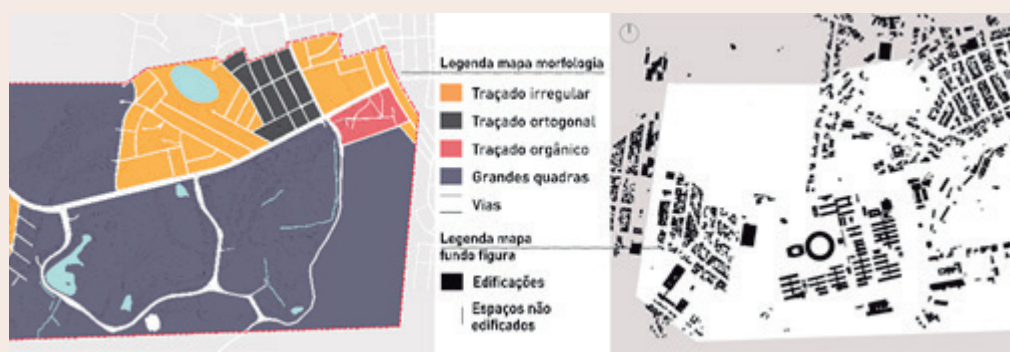 Legenda mapa morfologia
Traçado irregular
Traçado ortogonal
Traçado orgânico
Grandes quadras
Vias
Legenda mapa
fundo figura
Edificações
Espaços não
edificados